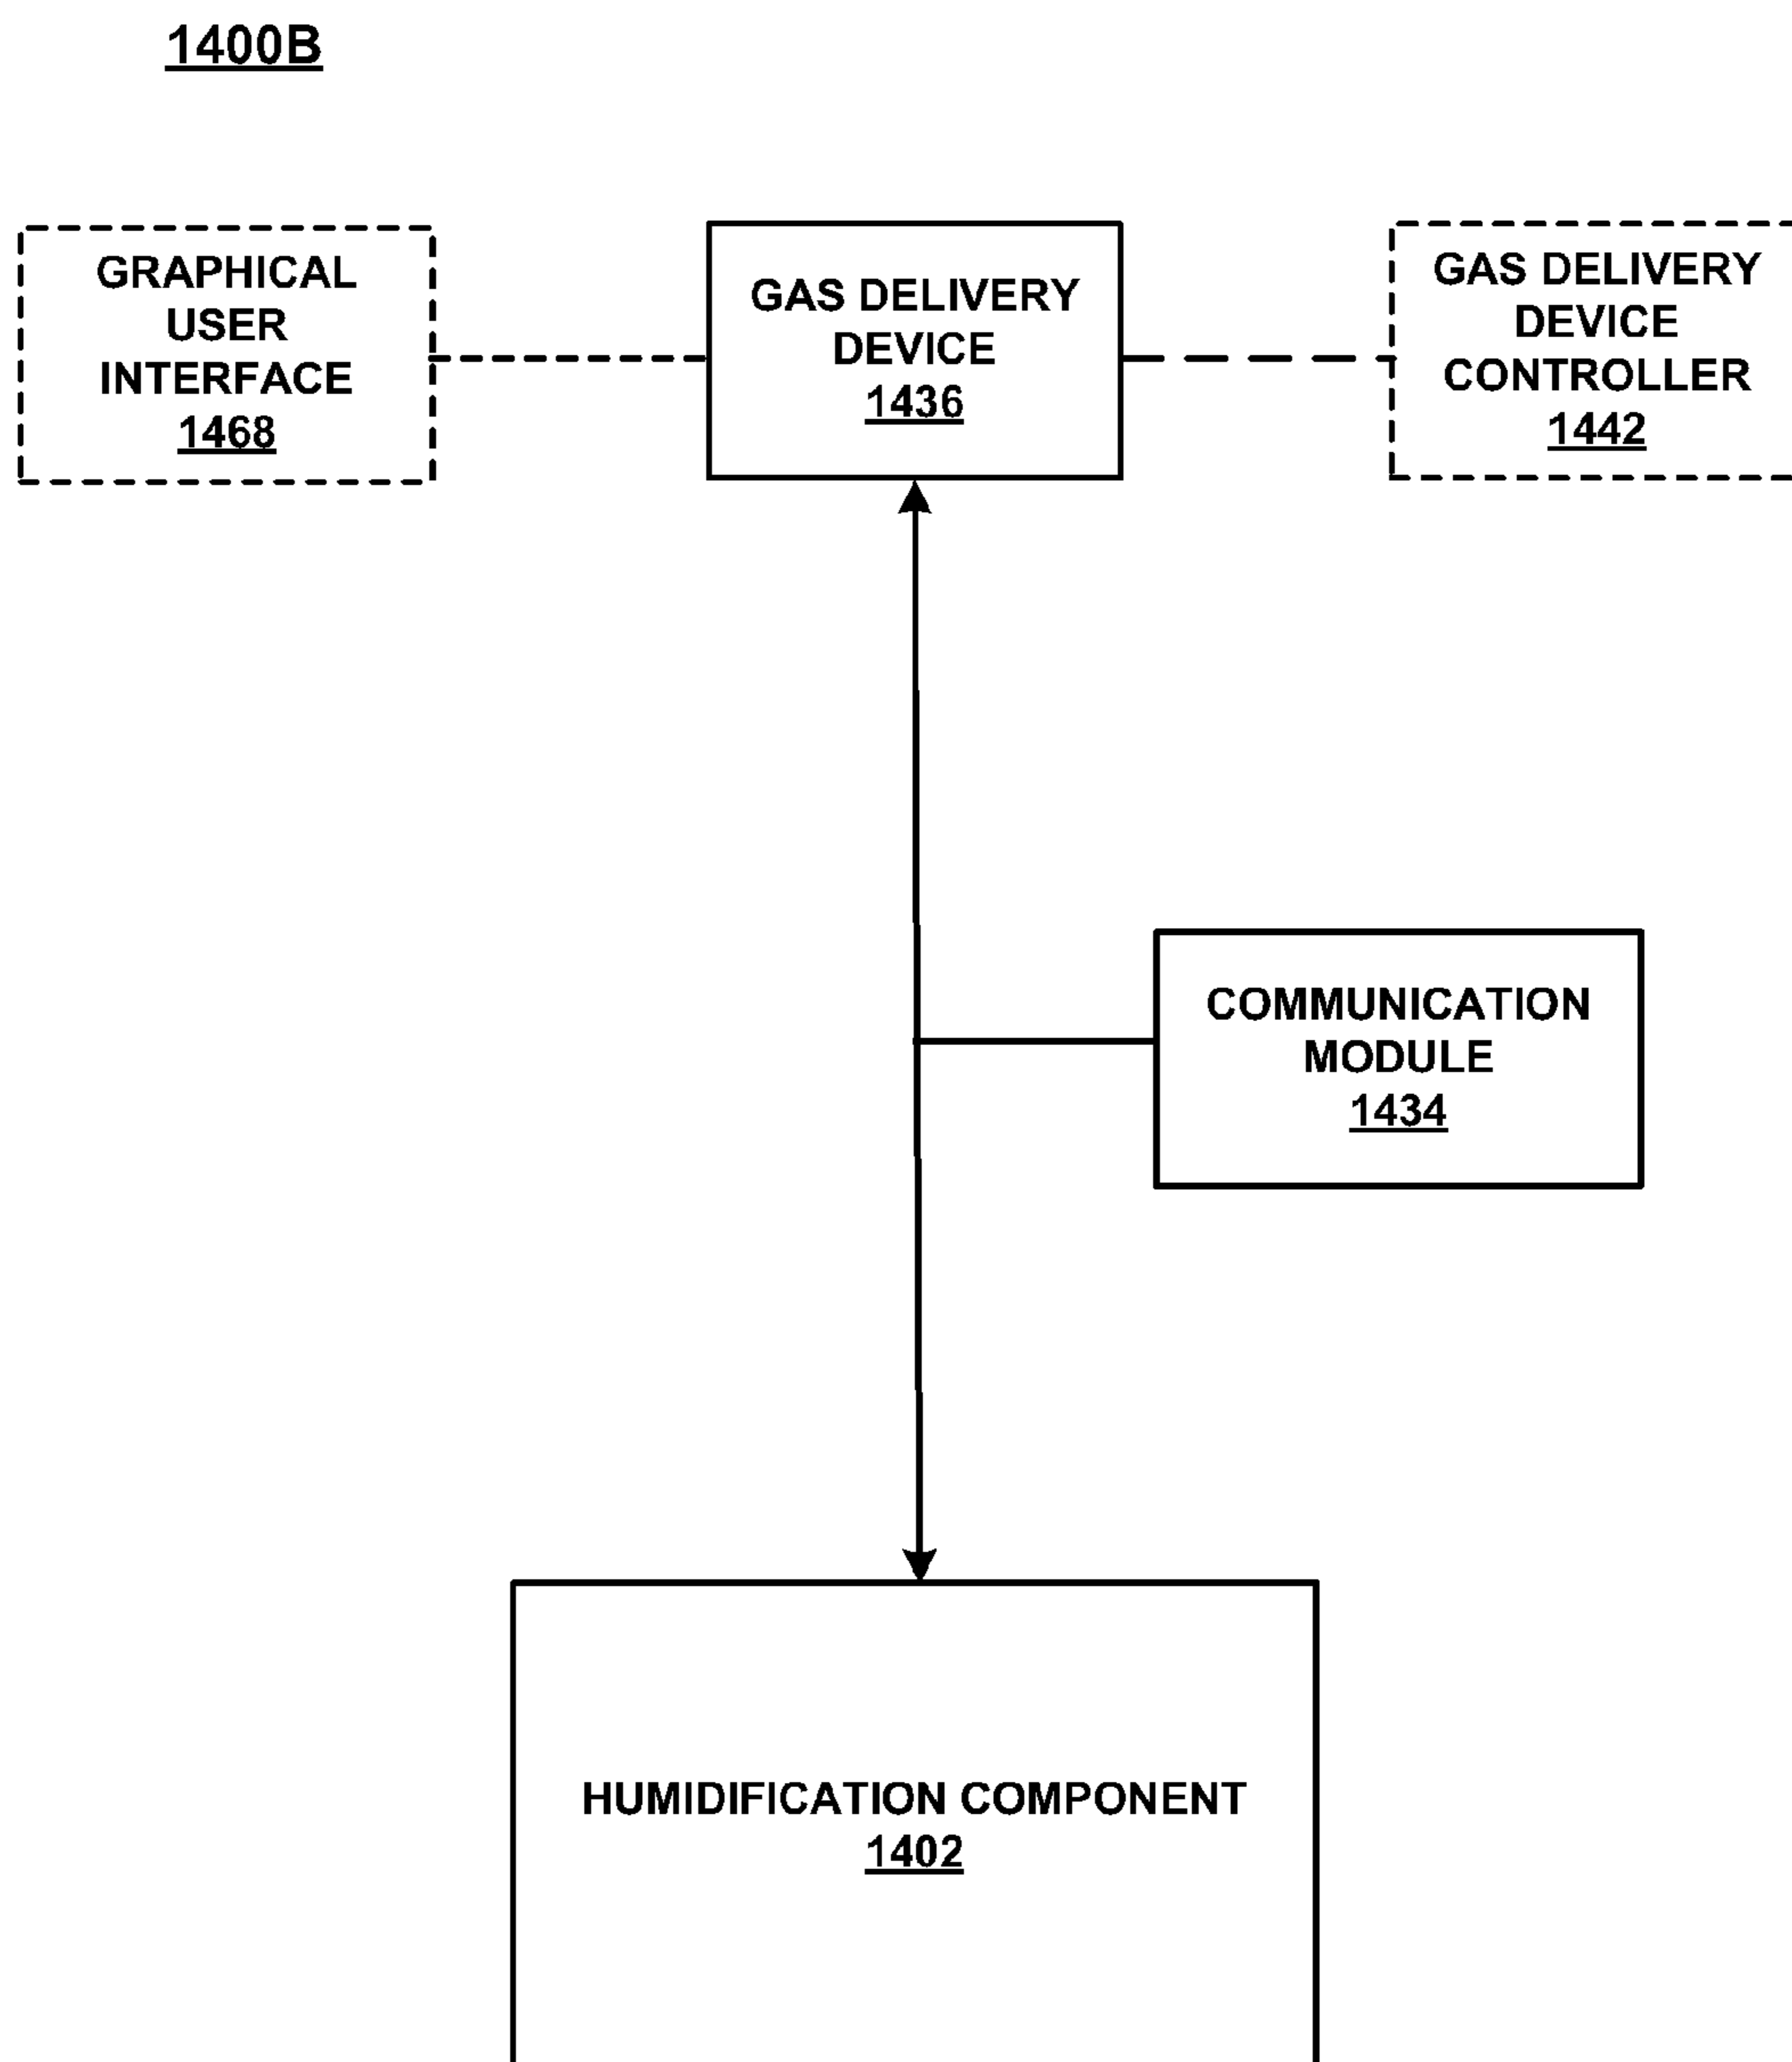 1400B
GRAPHICAL
USER
INTERFACE
1468
GAS DELIVERY
DEVICE
1436
GAS DELIVERY
DEVICE
CONTROLLER
1442
COMMUNICATION
MODULE
1434
HUMIDIFICATION COMPONENT
1402